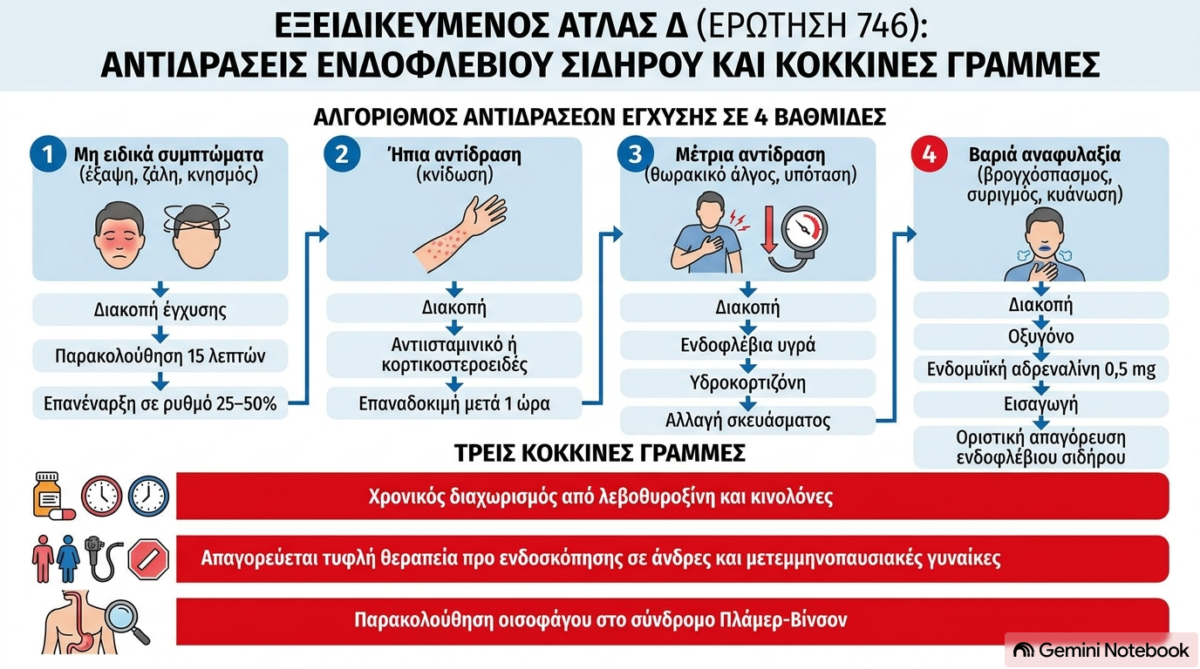 ΕΞΕΙΔΙΚΕΥΜΕΝΟΣ ΑΤΛΑΣ Δ (ΕΡΩΤΗΣΗ 746):
ΑΝΤΙΔΡΑΣΕΙΣ ΕΝΔΟΦΛΕΒΙΟΥ ΣΙΔΗΡΟΥ ΚΑΙ ΚΟΚΚΙΝΕΣ ΓΡΑΜΜΕΣ
ΑΛΓΟΡΙΘΜΟΣ ΑΝΤΙΔΡΑΣΕΩΝ ΕΓΧΥΣΗΣ ΣΕ 4 ΒΑΘΜΙΔΕΣ
1
Μη ειδικά συμπτώματα
(έξαψη, ζάλη, κνησμός)
Διακοπή έγχυσης
Παρακολούθηση 15 λεπτών
Επανέναρξη σε ρυθμό 25–50%
2
Ήπια αντίδραση
(κνίδωση)
Διακοπή
Αντιισταμινικό ή
κορτικοστεροειδές
Επαναδοκιμή μετά 1 ώρα
3
Μέτρια αντίδραση
(θωρακικό άλγος, υπόταση)
Διακοπή
Ενδοφλέβια υγρά
Υδροκορτιζόνη
Αλλαγή σκευάσματος
4
Βαριά αναφυλαξία
(βρογχόσπασμος,
συριγμός, κυάνωση)
Διακοπή
Οξυγόνο
Ενδομυϊκή αδρεναλίνη 0,5 mg
Εισαγωγή
Οριστική απαγόρευση
ενδοφλέβιου σιδήρου
ΤΡΕΙΣ ΚΟΚΚΙΝΕΣ ΓΡΑΜΜΕΣ
Χρονικός διαχωρισμός από λεβοθυροξίνη και κινολόνες
Απαγορεύεται τυφλή θεραπεία προ ενδοσκόπησης σε άνδρες και μετεμμηνοπαυσιακές γυναίκες
Παρακολούθηση οισοφάγου στο σύνδρομο Πλάμερ-Βίνσον
Gemini Notebook